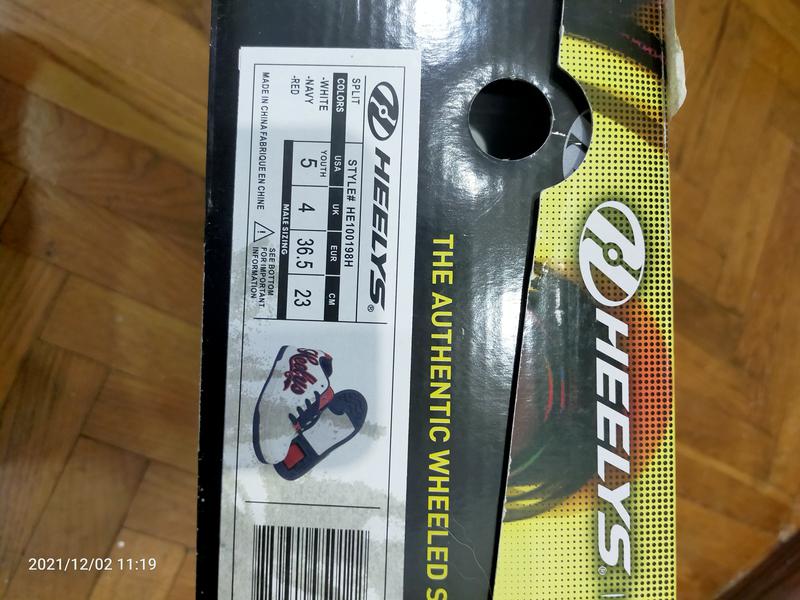 HEELYS®
SPLIT
STYLE# HE100198H
COLORS
-WHITE
-NAVY
-RED
USA
UK
EUR
CM
YOUTH
5
4
36.5
23
MALE SIZING
MADE IN CHINA FABRIQUE EN CHINE
SEE BOTTOM
FOR IMPORTANT
INFORMATION
Heelys
THE AUTHENTIC WHEELED S
HEELYS®
2021/12/02 11:19